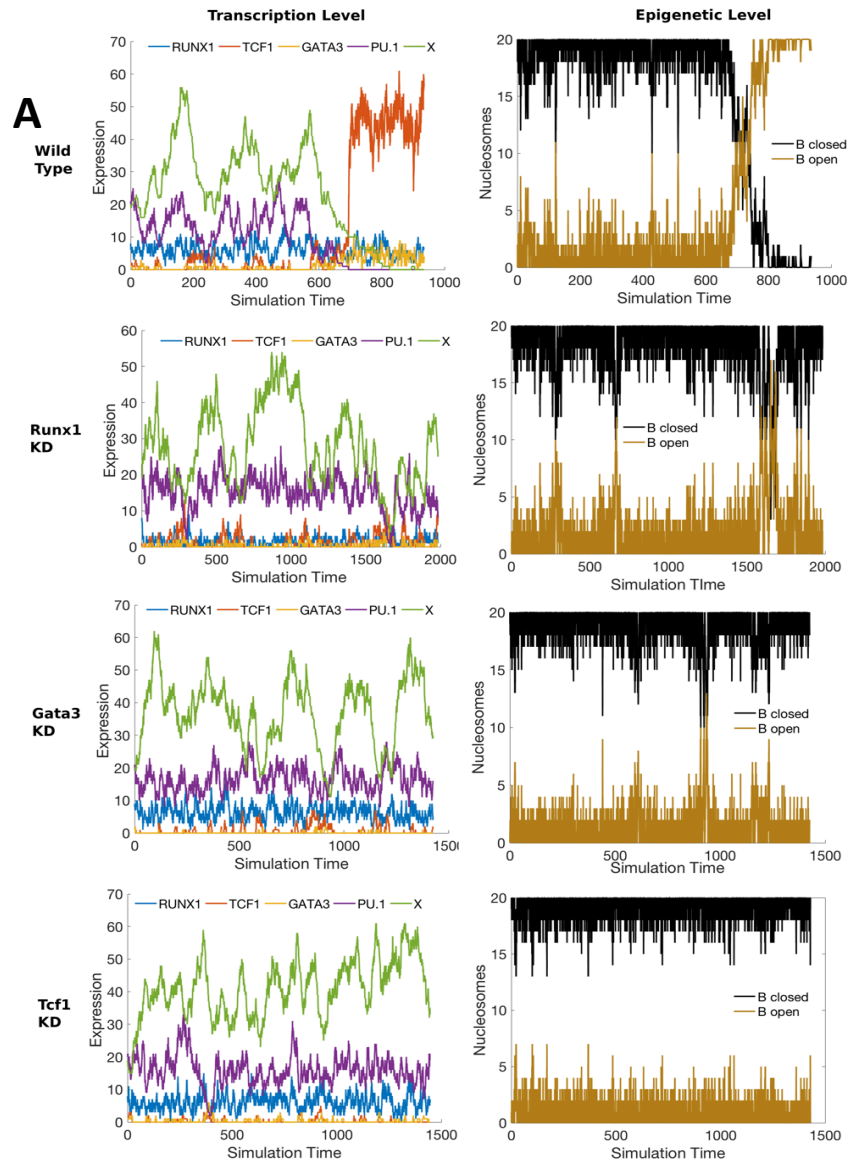 Transcription Level
Epigenetic Level
A
Wild
Type
70
60
50
40
30
20
10
0
Expression
RUNX1 TCF1 GATA3 PU.1 X
0 200 400 600 800 1000
Simulation Time
20
15
10
5
0
Nucleosomes
B closed
B open
0 200 400 600 800 1000
Simulation Time
Runx1
KD
60
50
40
30
20
10
0
Expression
RUNX1 TCF1 GATA3 PU.1 X
0 500 1000 1500 2000
Simulation Time
20
15
10
5
0
Nucleosomes
B closed
B open
0 500 1000 1500 2000
Simulation TIme
Gata3
KD
70
60
50
40
30
20
10
0
Expression
RUNX1 TCF1 GATA3 PU.1 X
0 500 1000 1500
Simulation Time
20
15
10
5
0
Nucleosomes
B closed
B open
0 500 1000 1500
Simulation Time
Tcf1
KD
70
60
50
40
30
20
10
0
Expression
RUNX1 TCF1 GATA3 PU.1 X
0 500 1000 1500
Simulation Time
20
15
10
5
0
Nucleosomes
B closed
B open
0 500 1000 1500
Simulation Time